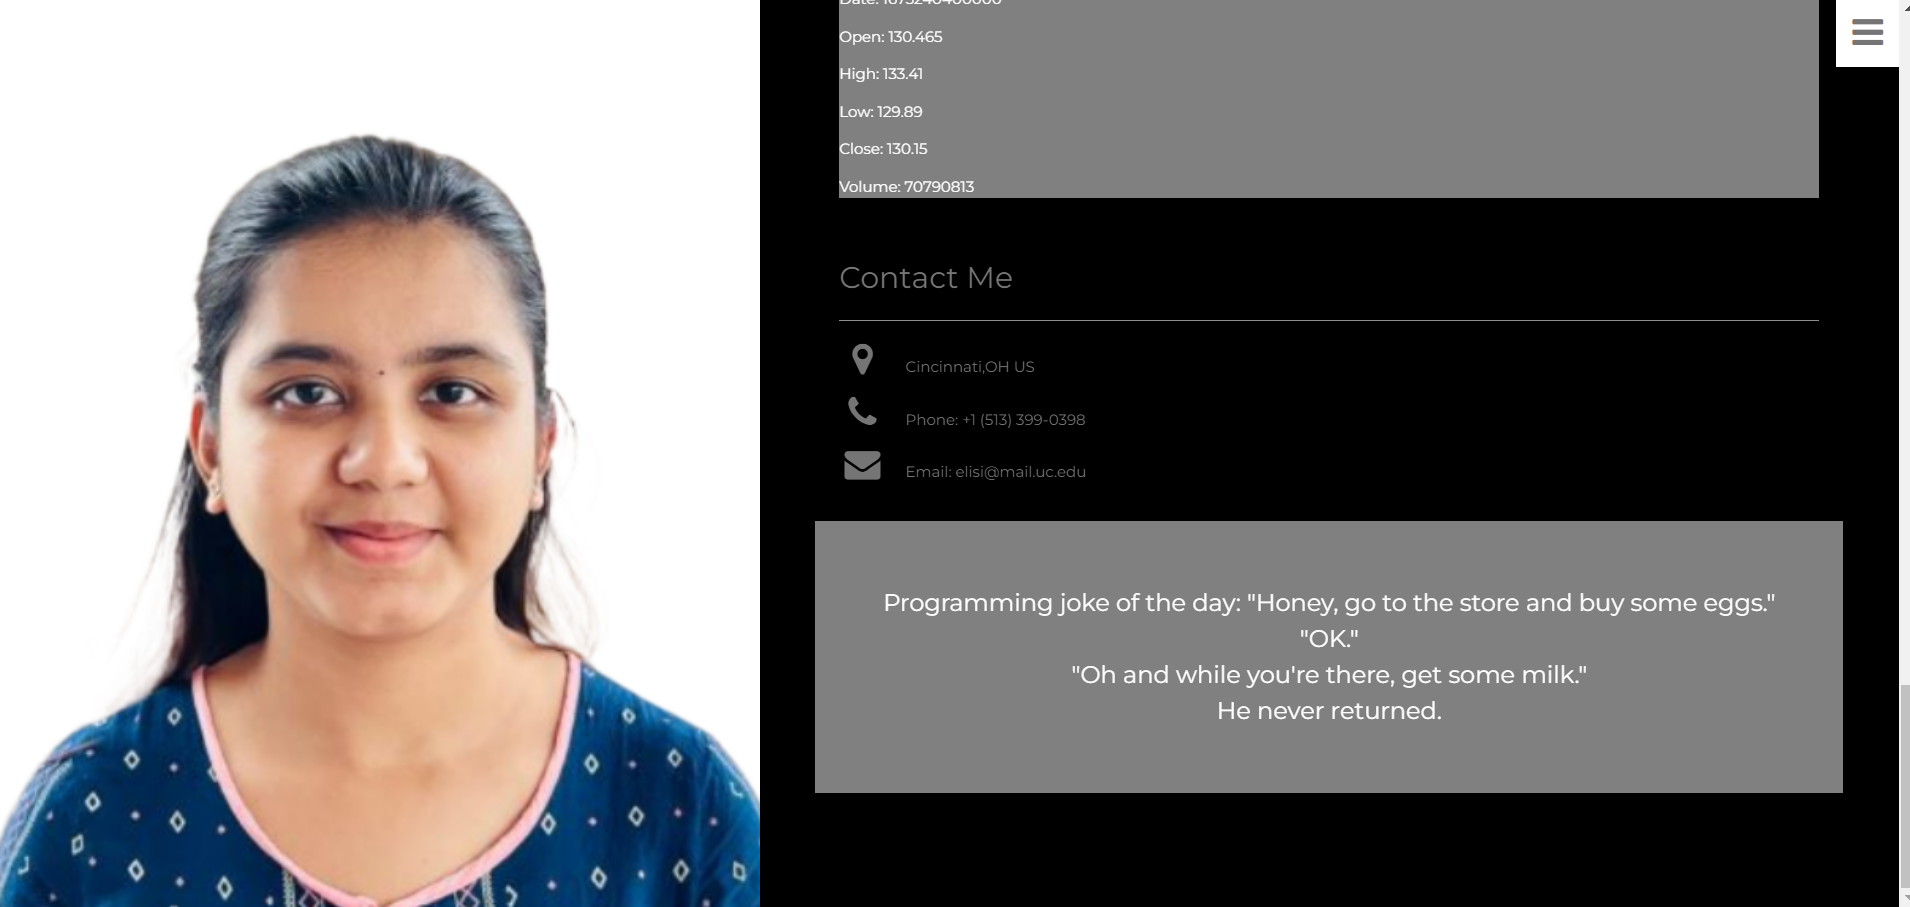 Date: 1675240400000
Open: 130.465
High: 133.41
Low: 129.89
Close: 130.15
Volume: 70790813
Contact Me
Cincinnati,OH US
Phone: +1 (513) 399-0398
Email: elisi@mail.uc.edu
Programming joke of the day: "Honey, go to the store and buy some eggs."
"OK."
"Oh and while you're there, get some milk."
He never returned.